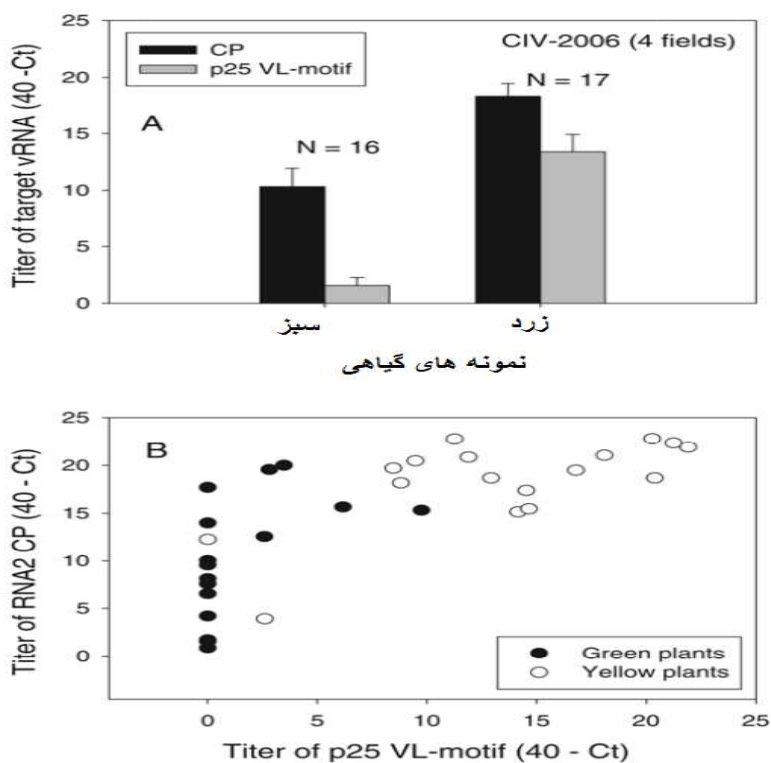 CP
p25 VL-motif
CIV-2006 (4 fields)
A
N = 16
N = 17
Titer of target vRNA (40 -Ct)
25
20
15
10
5
0
سبز
زرد
نمونه های گیاهی
B
Titer of RNA2 CP (40 - Ct)
25
20
15
10
5
0
Green plants
Yellow plants
0 5 10 15 20 25
Titer of p25 VL-motif (40 - Ct)